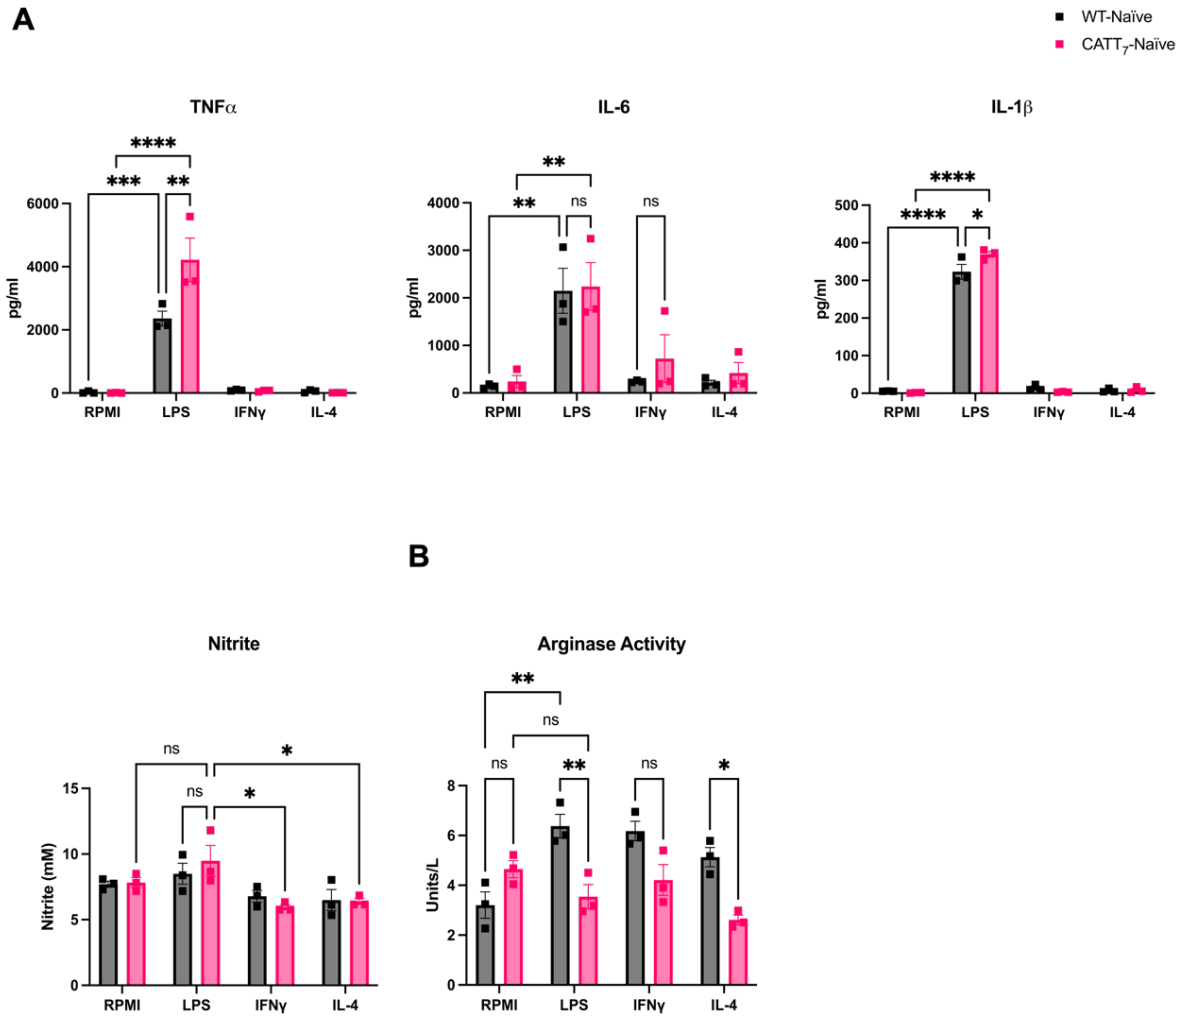 A
WT-Naïve
CATT7-Naïve
TNFα
IL-6
IL-1β
pg/ml
6000
4000
2000
0
**** 
*** **
RPMI LPS IFNγ IL-4
pg/ml
4000
3000
2000
1000
0
**
** ns ns
RPMI LPS IFNγ IL-4
pg/ml
500
400
300
200
100
0
****
**** *
RPMI LPS IFNγ IL-4
B
Nitrite
Nitrite (mM)
15
10
5
0
ns *
ns *
RPMI LPS IFNγ IL-4
Arginase Activity
Units/L
8
6
4
2
0
**
ns
ns ** ns *
RPMI LPS IFNγ IL-4